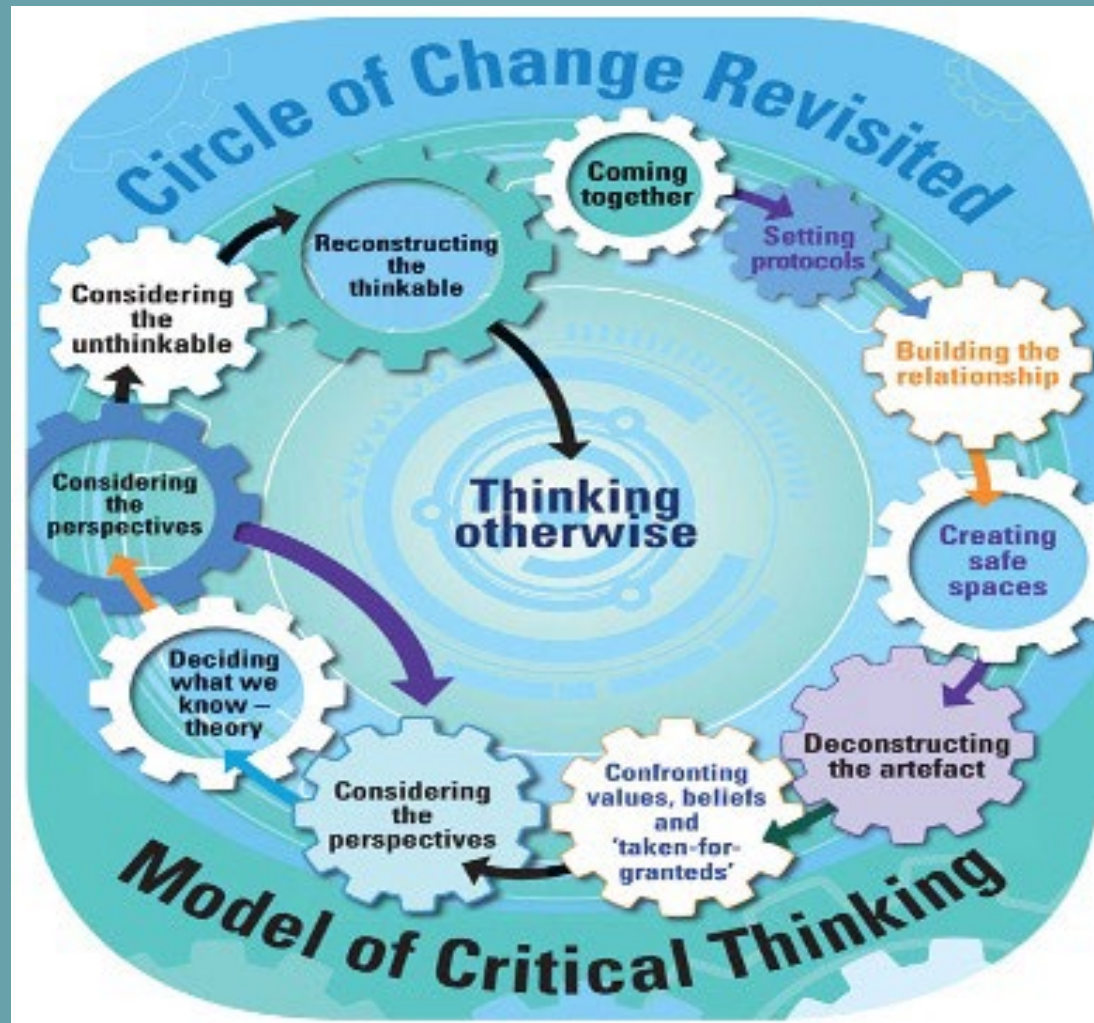 Circle of Change Revisited
Coming
together
Setting
protocols
Building the
relationship
Creating
safe
spaces
Deconstructing
the artefact
Confronting
values, beliefs
and
'taken-for-
granteds'
Considering
the
perspectives
Deciding
what we
know –
theory
Considering
the
perspectives
Considering
the
unthinkable
Reconstructing
the
thinkable
Thinking
otherwise
Model of Critical Thinking